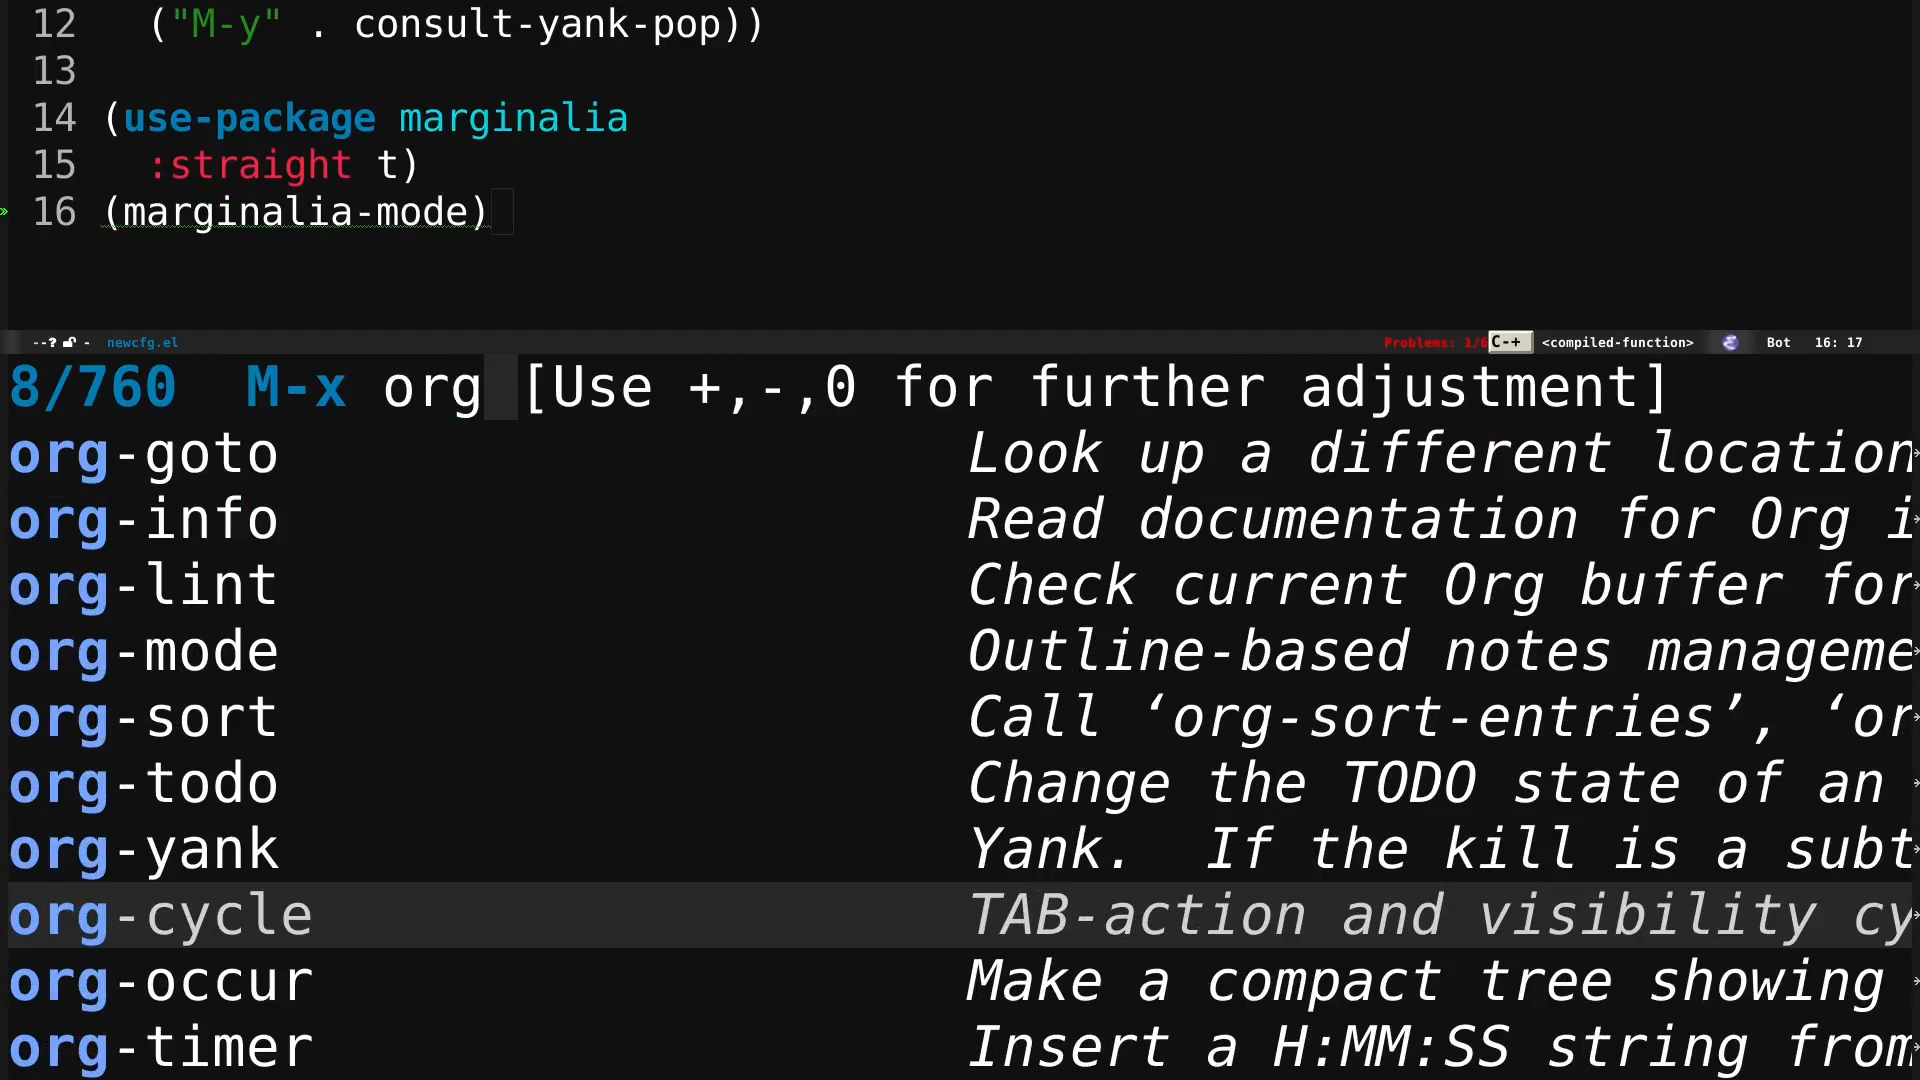 12 ("M-y" . consult-yank-pop))
13
14 (use-package marginalia
15 :straight t)
» 16 (marginalia-mode)
--? - newcfg.el Problems: 1/6 C-+ <compiled-function> Bot 16: 17
8/760 M-x org [Use +,-,0 for further adjustment]
org-goto Look up a different location
org-info Read documentation for Org i
org-lint Check current Org buffer for
org-mode Outline-based notes manageme
org-sort Call ‘org-sort-entries’, ‘or
org-todo Change the TODO state of an
org-yank Yank.  If the kill is a subt
org-cycle TAB-action and visibility cy
org-occur Make a compact tree showing
org-timer Insert a H:MM:SS string from